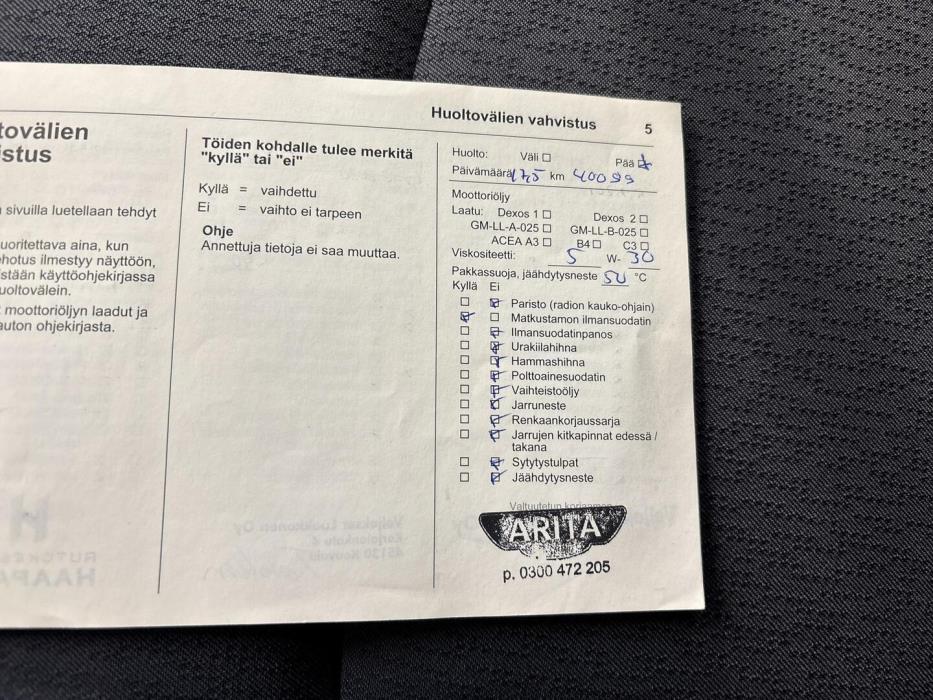 Huoltovälien vahvistus 5
tovälien
istus
sivuilla luetellaan tehdyt
uoritettava aina, kun
ehotus ilmestyy näyttöön,
stään käyttöohjekirjassa
uoltovälein.
moottoriöljyn laadut ja
auton ohjekirjasta.
Töiden kohdalle tulee merkitä
"kyllä" tai "ei"
Kyllä = vaihdettu
Ei = vaihto ei tarpeen
Ohje
Annettuja tietoja ei saa muuttaa.
Huolto: Väli Pää
Päivämäärä 17,5 km 40099
Moottoriöljy
Laatu: Dexos 1 Dexos 2
GM-LL-A-025 GM-LL-B-025
ACEA A3 B4 C3
Viskositeetti: 5 W- 30
Pakkassuoja, jäähdytysneste °C
Kyllä Ei
Paristo (radion kauko-ohjain)
Matkustamon ilmansuodatin
Ilmansuodatinpanos
Urakiilahihna
Hammashihna
Polttoainesuodatin
Vaihteistoöljy
Jarruneste
Renkaankorjaussarja
Jarrujen kitkapinnat edessä /
takana
Sytytystulpat
Jäähdytysneste
Valtuutetun
ARITA
p. 0300 472 205